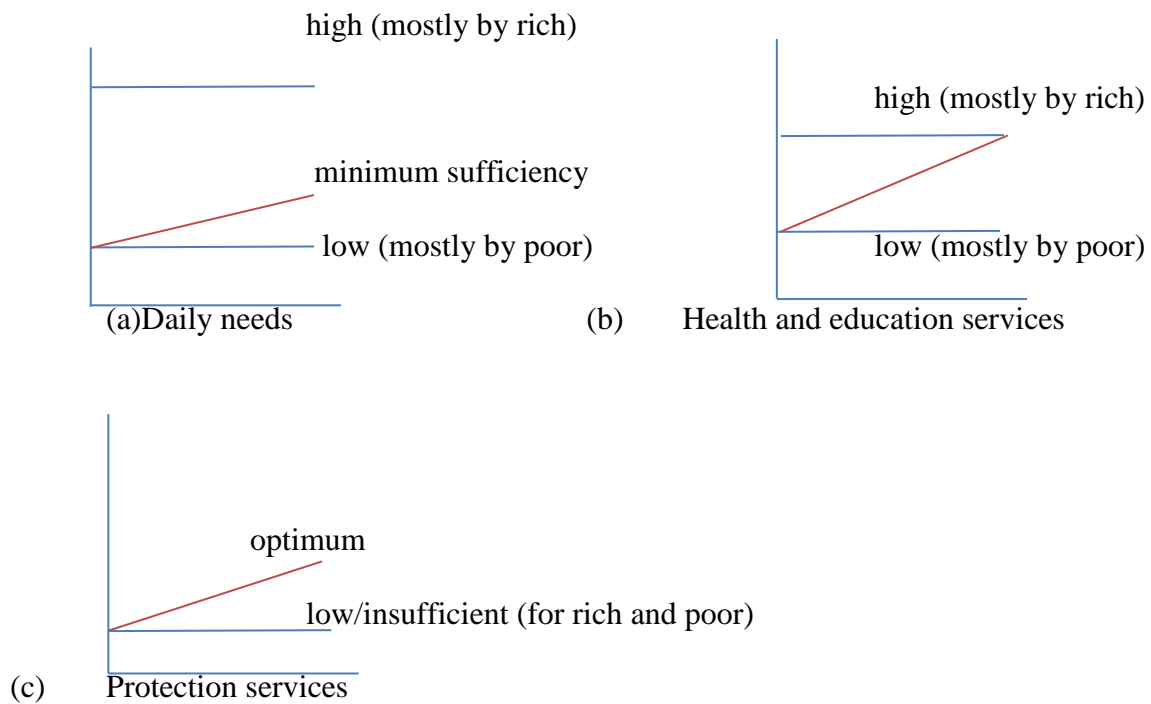 high (mostly by rich)
minimum sufficiency
low (mostly by poor)
(a)Daily needs
high (mostly by rich)
low (mostly by poor)
(b) Health and education services
optimum
low/insufficient (for rich and poor)
(c) Protection services